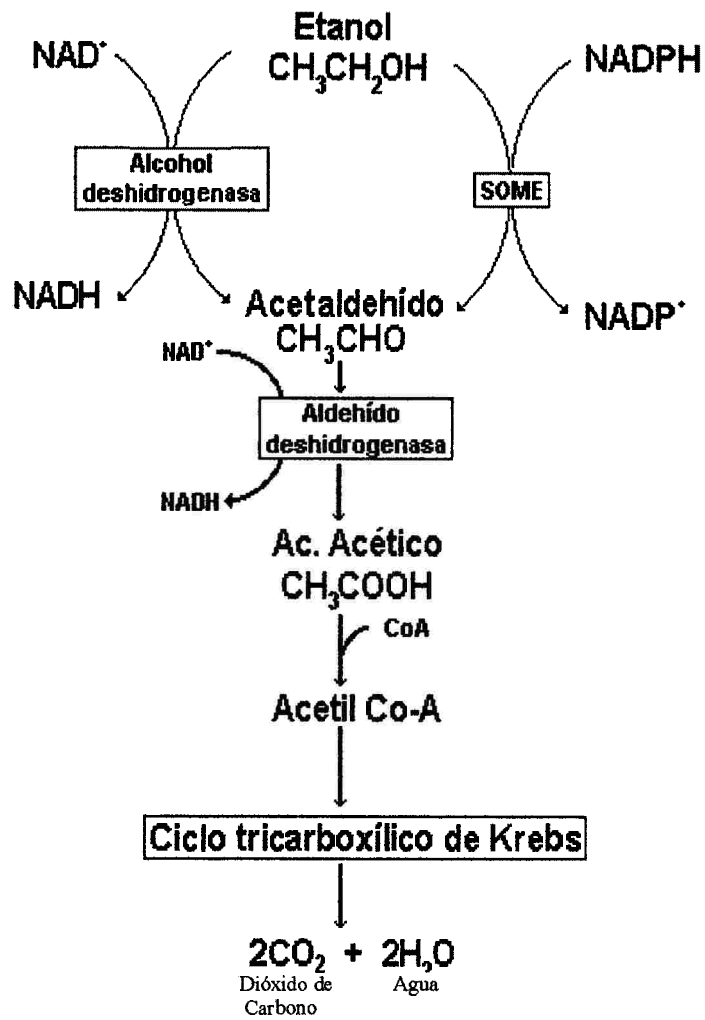 Etanol
NAD⁺
CH₃CH₂OH
NADPH
Alcohol
deshidrogenasa
SOME
NADH
Acetaldehído
CH₃CHO
NADP⁺
NAD⁺
Aldehído
deshidrogenasa
NADH
Ac. Acético
CH₃COOH
CoA
Acetil Co-A
Ciclo tricarboxílico de Krebs
2CO₂ + 2H₂O
Dióxido de
Carbono
Agua